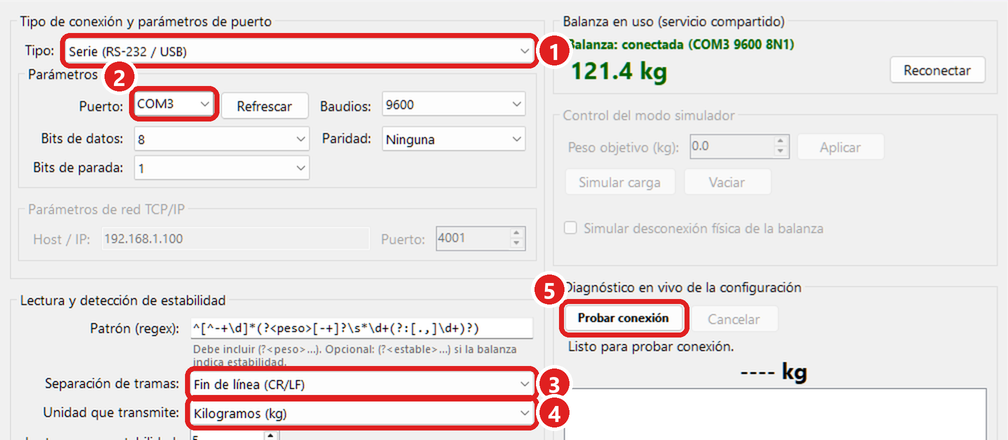 Tipo de conexión y parámetros de puerto
Tipo: Serie (RS-232 / USB)
1
Parámetros
2
Puerto: COM3 Refrescar Baudios: 9600
Bits de datos: 8 Paridad: Ninguna
Bits de parada: 1
Parámetros de red TCP/IP
Host / IP: 192.168.1.100 Puerto: 4001
Lectura y detección de estabilidad
Patrón (regex): ^[^-+\d]*(?<peso>[-+]?\s*\d+(?:[.,]\d+)?)
Debe incluir (?<peso>...). Opcional: (?<estable>...) si la balanza
indica estabilidad.
Separación de tramas: Fin de línea (CR/LF)
3
Unidad que transmite: Kilogramos (kg)
4
5
Balanza en uso (servicio compartido)
Balanza: conectada (COM3 9600 8N1)
121.4 kg
Reconectar
Control del modo simulador
Peso objetivo (kg): 0.0 Aplicar
Simular carga Vaciar
Simular desconexión física de la balanza
5
Diagnóstico en vivo de la configuración
Probar conexión Cancelar
Listo para probar conexión.
---- kg